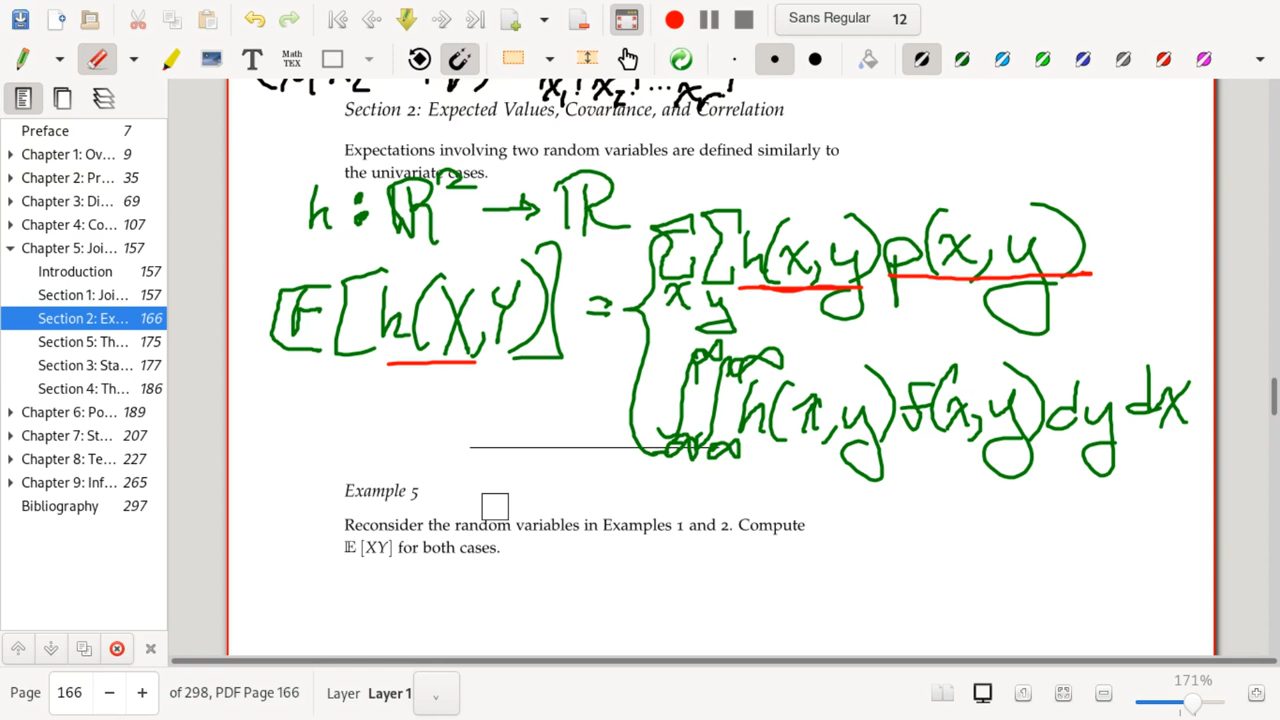 Sans Regular 12
T Math TEX
Preface 7
Chapter 1: Ov... 9
Chapter 2: Pr... 35
Chapter 3: Di... 69
Chapter 4: Co... 107
Chapter 5: Joi... 157
Introduction 157
Section 1: Joi... 157
Section 2: Ex... 166
Section 5: Th... 175
Section 3: Sta... 177
Section 4: Th... 186
Chapter 6: Po... 189
Chapter 7: St... 207
Chapter 8: Te... 227
Chapter 9: Inf... 265
Bibliography 297
x₁! x₂! ... xᵣ!
Section 2: Expected Values, Covariance, and Correlation
Expectations involving two random variables are defined similarly to
the univariate cases.
h : ℝ² → ℝ
𝔼[h(X,Y)] = { ∑x ∑y h(x,y) p(x,y)
∫_{-∞}^{∞} ∫_{-∞}^{∞} h(x,y) f(x,y) dy dx
Example 5
Reconsider the random variables in Examples 1 and 2. Compute
𝔼 [XY] for both cases.
Page 166 − + of 298, PDF Page 166 Layer Layer 1
171%